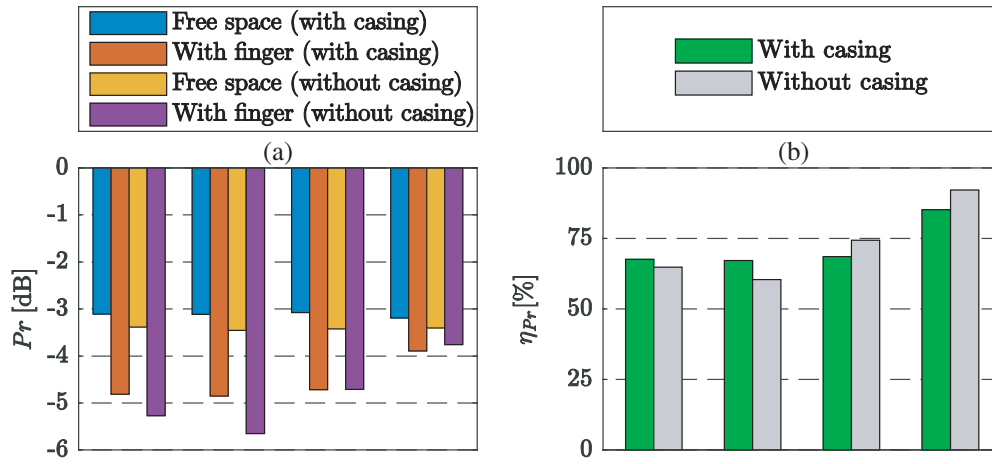 Free space (with casing)
With finger (with casing)
Free space (without casing)
With finger (without casing)
(a)
0
-1
-2
-3
-4
-5
-6
Pr [dB]
With casing
Without casing
(b)
100
75
50
25
0
ηPr [%]